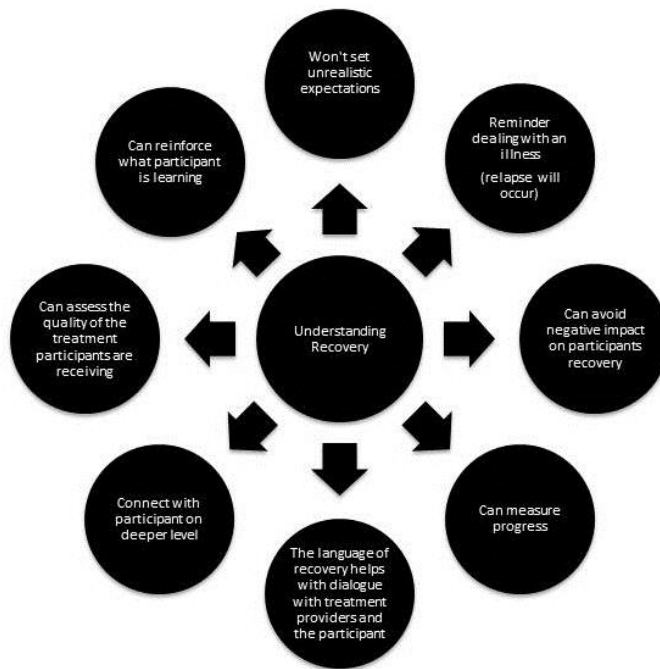 Won't set
unrealistic
expectations
Reminder
dealing with an
illness
(relapse will
occur)
Can avoid
negative impact
on participants
recovery
Can measure
progress
The language of
recovery helps
with dialogue
with treatment
providers and
the participant
Connect with
participant on
deeper level
Can assess the
quality of the
treatment
participants are
receiving
Can reinforce
what participant
is learning
Understanding
Recovery